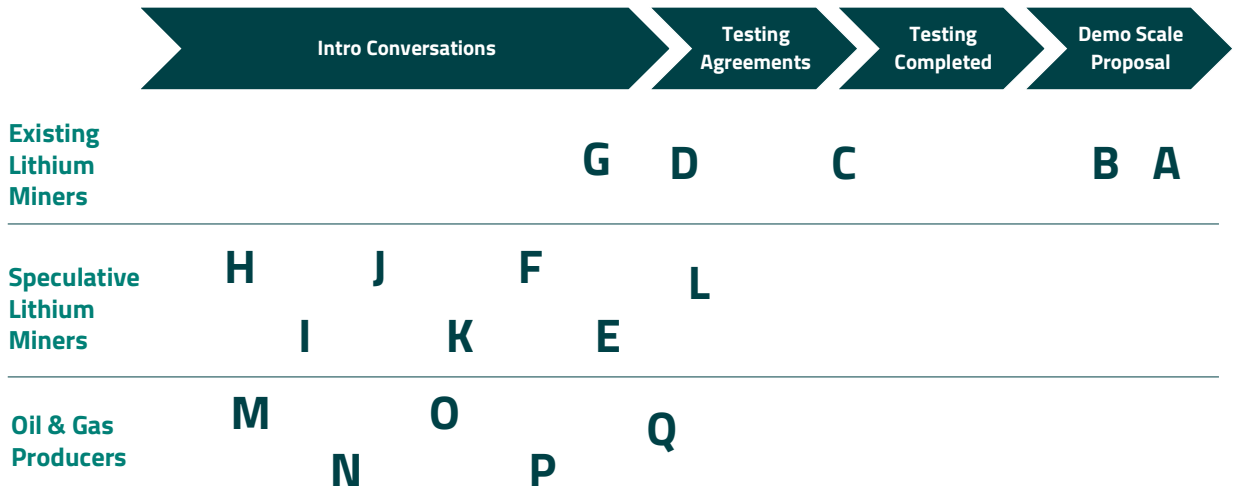 Intro Conversations
Testing
Agreements
Testing
Completed
Demo Scale
Proposal
Existing
Lithium
Miners
G D C B A
Speculative
Lithium
Miners
H J F L
I K E
Oil & Gas
Producers
M O Q
N P